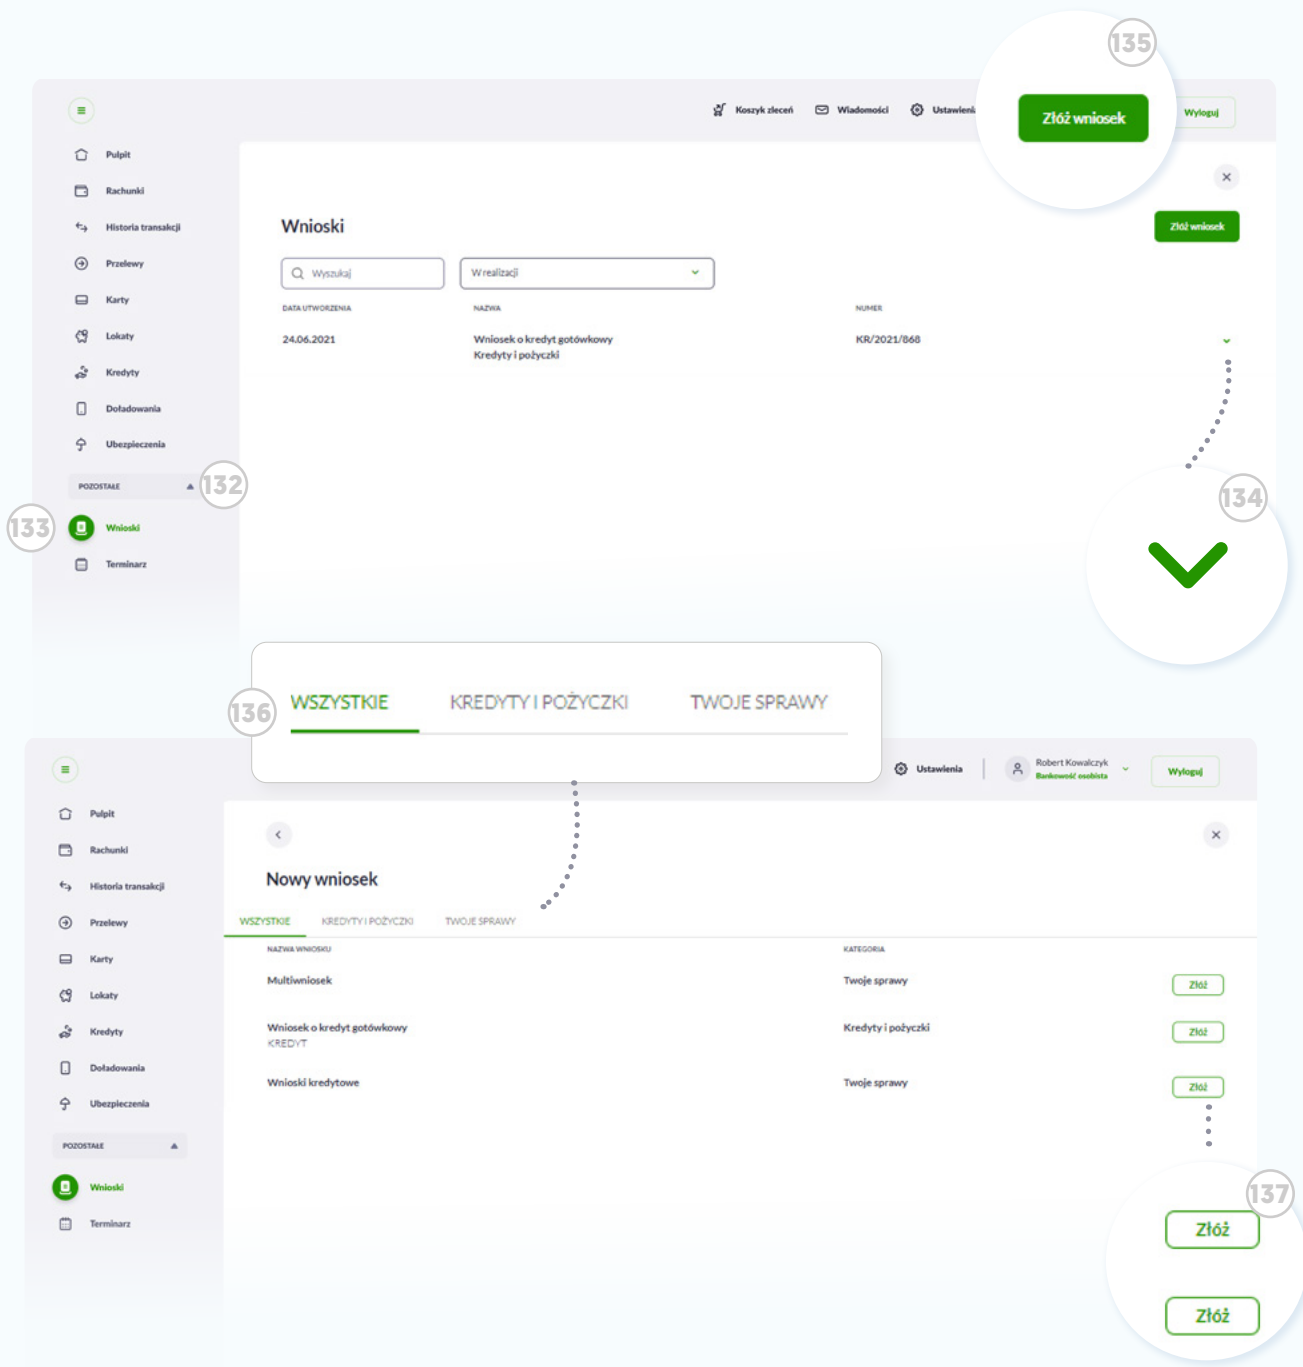 135
Koszyk zleceń Wiadomości Ustawienia Złóż wniosek Wyloguj
Pulpit
Rachunki
Historia transakcji
Przelewy
Karty
Lokaty
Kredyty
Doładowania
Ubezpieczenia
POZOSTAŁE
132
133
Wnioski
Terminarz
Wnioski
Złóż wniosek
Wyszukaj
W realizacji
DATA UTWORZENIA NAZWA NUMER
24.06.2021 Wniosek o kredyt gotówkowy KR/2021/868
Kredyty i pożyczki
134
136
WSZYSTKIE KREDYTY I POŻYCZKI TWOJE SPRAWY
Ustawienia Robert Kowalczyk Wyloguj
Bankowość osobista
Pulpit
Rachunki
Historia transakcji
Przelewy
Karty
Lokaty
Kredyty
Doładowania
Ubezpieczenia
POZOSTAŁE
Wnioski
Terminarz
Nowy wniosek
WSZYSTKIE KREDYTY I POŻYCZKI TWOJE SPRAWY
NAZWA WNIOSKU KATEGORIA
Multiwniosek Twoje sprawy Złóż
Wniosek o kredyt gotówkowy Kredyty i pożyczki Złóż
KREDYT
Wnioski kredytowe Twoje sprawy Złóż
137
Złóż
Złóż